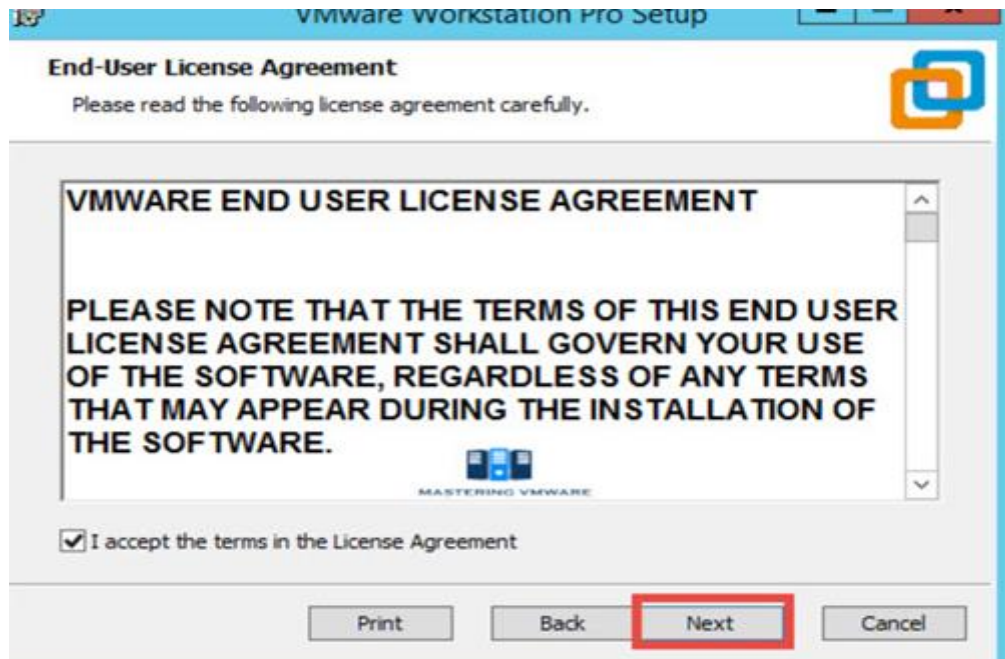 VMware Workstation Pro Setup
End-User License Agreement
Please read the following license agreement carefully.
VMWARE END USER LICENSE AGREEMENT
PLEASE NOTE THAT THE TERMS OF THIS END USER
LICENSE AGREEMENT SHALL GOVERN YOUR USE
OF THE SOFTWARE, REGARDLESS OF ANY TERMS
THAT MAY APPEAR DURING THE INSTALLATION OF
THE SOFTWARE.
MASTERING VMWARE
I accept the terms in the License Agreement
Print Back Next Cancel